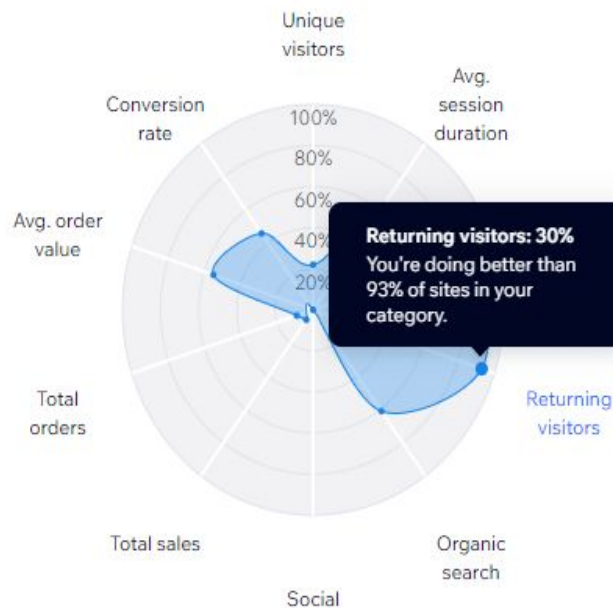 Unique
visitors
Avg.
session
duration
Conversion
rate
100%
80%
60%
40%
20%
Avg. order
value
Returning visitors: 30%
You're doing better than
93% of sites in your
category.
Total
orders
Returning
visitors
Total sales
Organic
search
Social